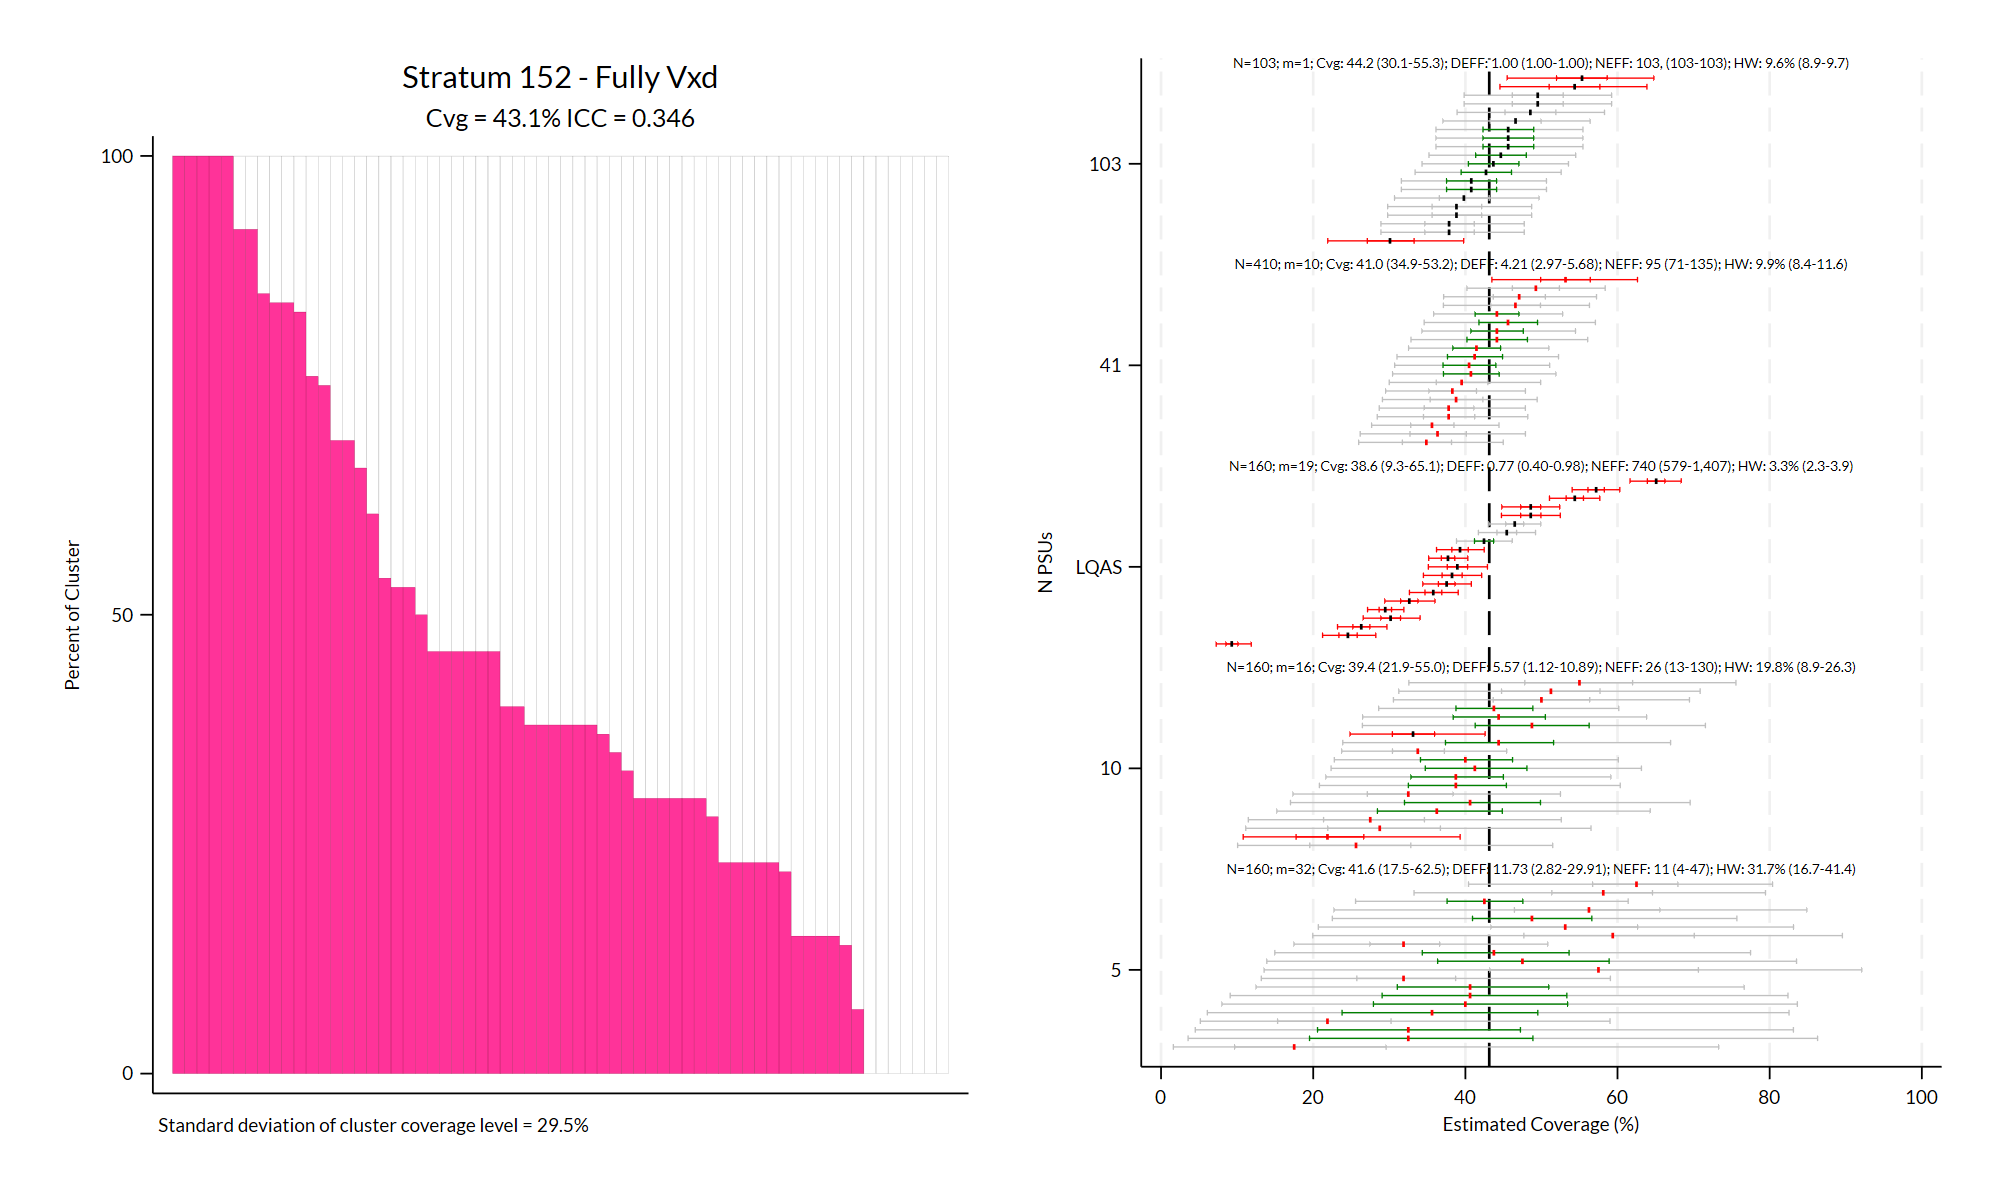 Stratum 152 - Fully Vxd
Cvg = 43.1% ICC = 0.346
100
50
0
Percent of Cluster
Standard deviation of cluster coverage level = 29.5%
N=103; m=1; Cvg: 44.2 (30.1-55.3); DEFF: 1.00 (1.00-1.00); NEFF: 103, (103-103); HW: 9.6% (8.9-9.7)
103
N=410; m=10; Cvg: 41.0 (34.9-53.2); DEFF: 4.21 (2.97-5.68); NEFF: 95 (71-135); HW: 9.9% (8.4-11.6)
41
N=160; m=19; Cvg: 38.6 (9.3-65.1); DEFF: 0.77 (0.40-0.98); NEFF: 740 (579-1,407); HW: 3.3% (2.3-3.9)
LQAS
N PSUs
N=160; m=16; Cvg: 39.4 (21.9-55.0); DEFF: 5.57 (1.12-10.89); NEFF: 26 (13-130); HW: 19.8% (8.9-26.3)
10
N=160; m=32; Cvg: 41.6 (17.5-62.5); DEFF: 11.73 (2.82-29.91); NEFF: 11 (4-47); HW: 31.7% (16.7-41.4)
5
0 20 40 60 80 100
Estimated Coverage (%)